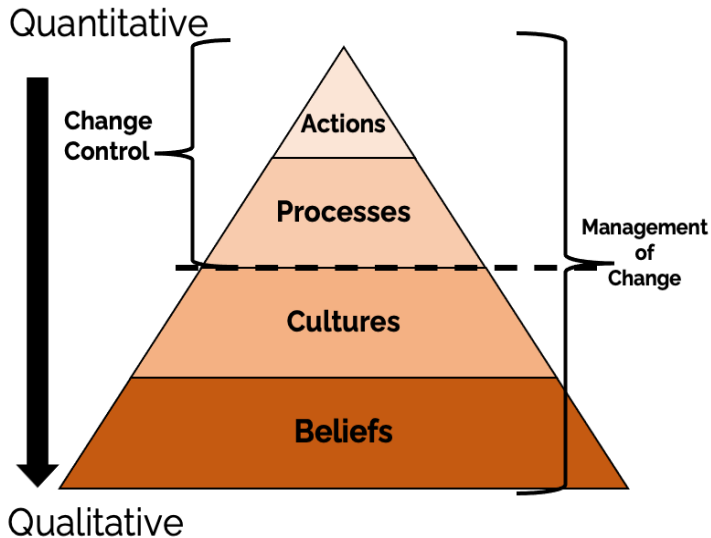 Quantitative
Change
Control
Actions
Processes
Management
of
Change
Cultures
Beliefs
Qualitative